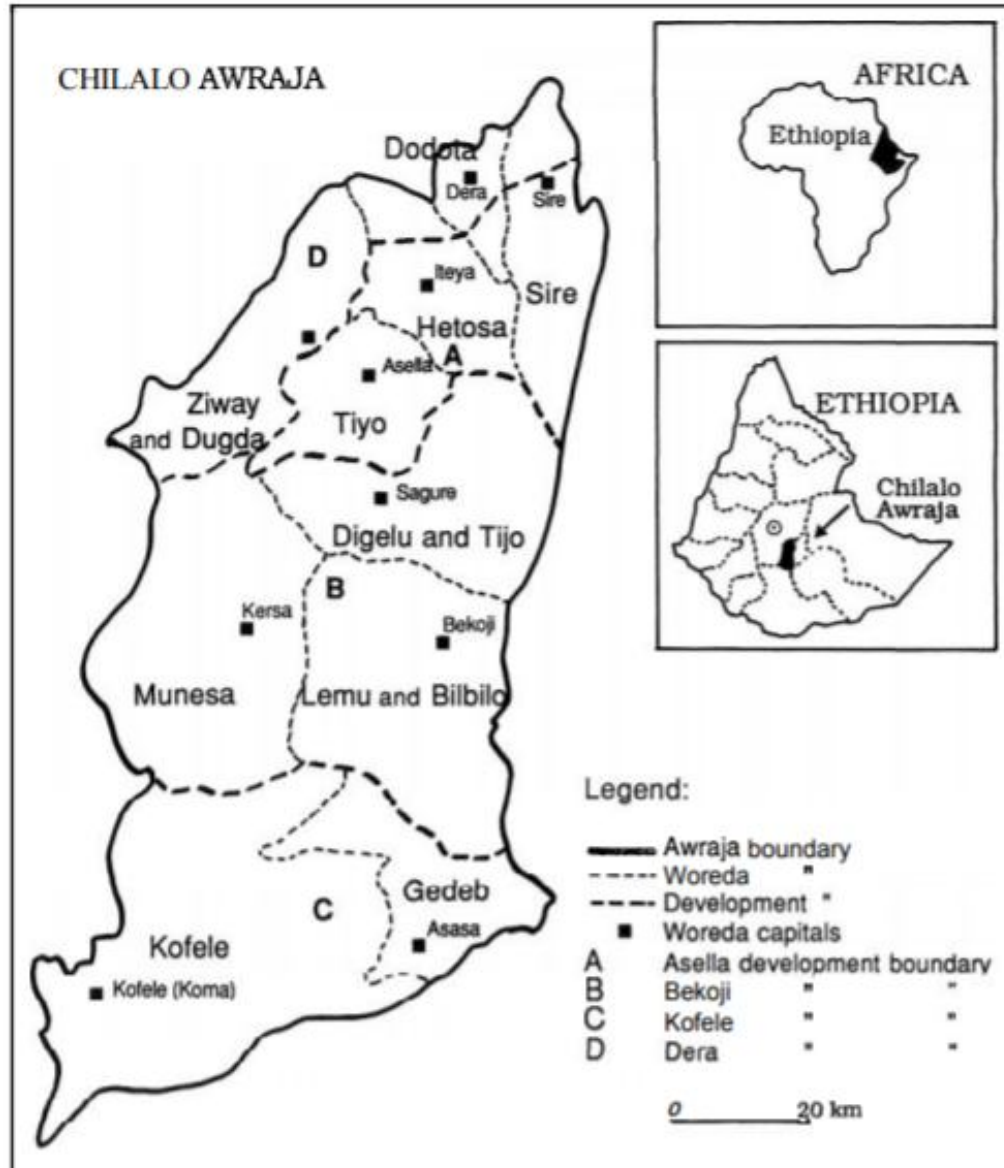 CHILALO AWRAJA
Dodota
Dera
Sire
D
Iteya
Sire
Hetosa
A
Asella
Ziway
and Dugda
Tiyo
Sagure
Digelu and Tijo
B
Kersa
Bekoji
Munesa
Lemu and Bilbilo
Gedeb
C
Asasa
Kofele
Kofele (Koma)
AFRICA
Ethiopia
ETHIOPIA
Chilalo
Awraja
Legend:
Awraja boundary
Woreda "
Development "
Woreda capitals
A Asella development boundary
B Bekoji " "
C Kofele " "
D Dera " "
0 20 km